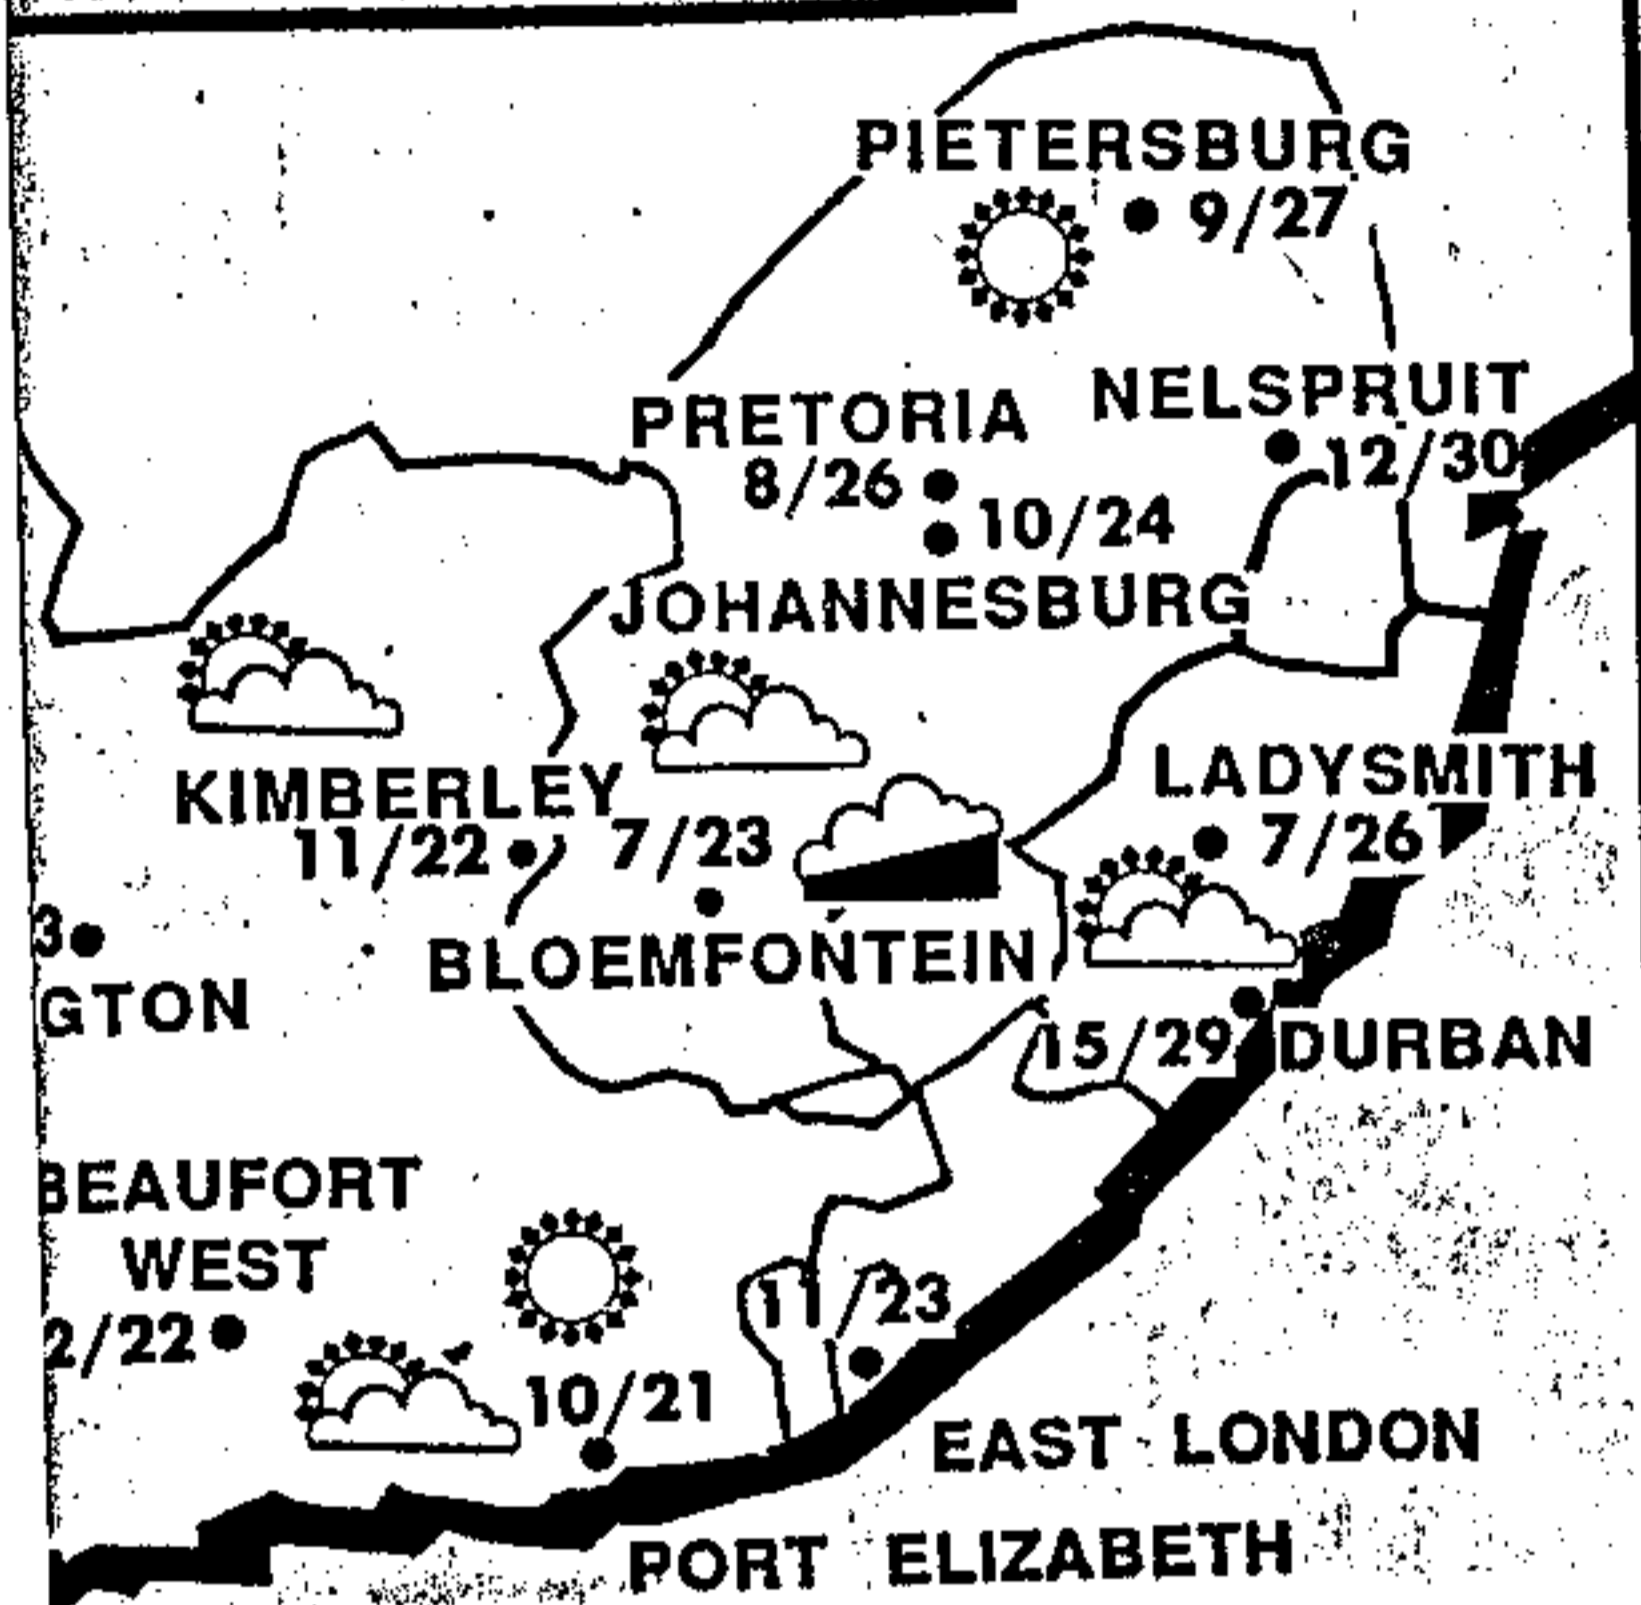 PIETERSBURG
9/27
NELSPRUIT
12/30
PRETORIA
8/26
10/24
JOHANNESBURG
KIMBERLEY
11/22
7/23
BLOEMFONTEIN
LADYSMITH
7/26
3
GTON
15/29
DURBAN
BEAUFORT
WEST
2/22
11/23
10/21
EAST LONDON
PORT ELIZABETH